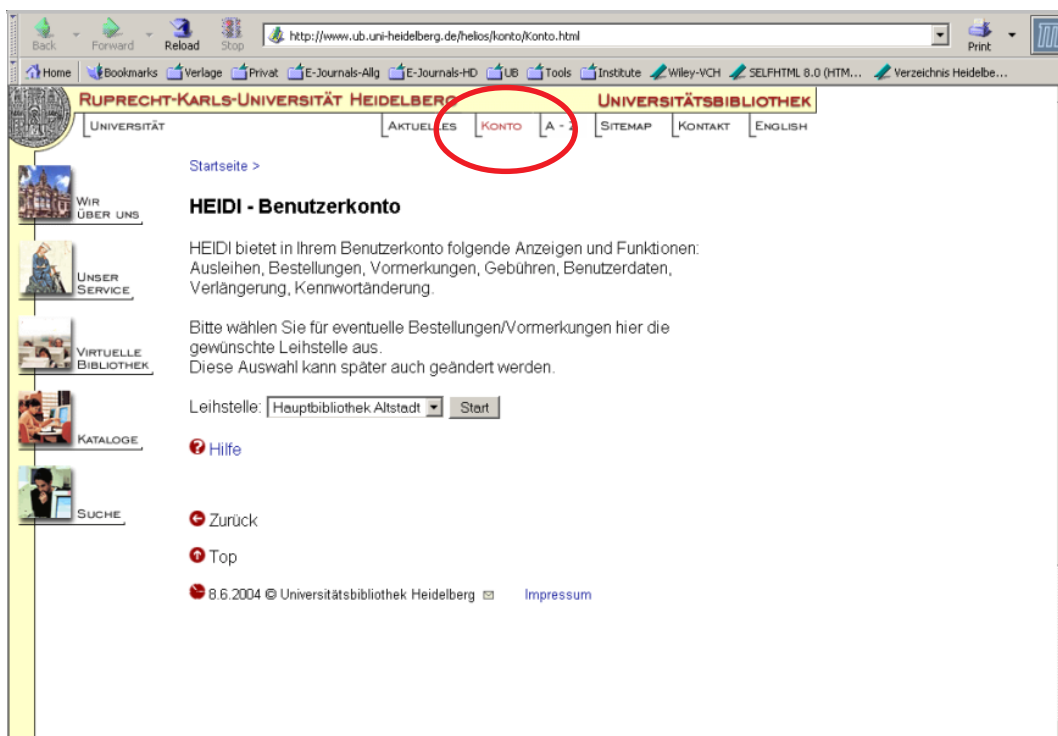 Back Forward Reload Stop http://www.ub.uni-heidelberg.de/helios/konto/Konto.html Print
Home Bookmarks Verlage Privat E-Journals-Allg E-Journals-HD UB Tools Institute Wiley-VCH SELFHTML 8.0 (HTM... Verzeichnis Heidelbe...
RUPRECHT-KARLS-UNIVERSITÄT HEIDELBERG UNIVERSITÄTSBIBLIOTHEK
UNIVERSITÄT AKTUELLES KONTO A - Z SITEMAP KONTAKT ENGLISH
Startseite >
WIR
ÜBER UNS
UNSER
SERVICE
VIRTUELLE
BIBLIOTHEK
KATALOGE
SUCHE
HEIDI - Benutzerkonto
HEIDI bietet in Ihrem Benutzerkonto folgende Anzeigen und Funktionen:
Ausleihen, Bestellungen, Vormerkungen, Gebühren, Benutzerdaten,
Verlängerung, Kennwortänderung.
Bitte wählen Sie für eventuelle Bestellungen/Vormerkungen hier die
gewünschte Leihstelle aus.
Diese Auswahl kann später auch geändert werden.
Leihstelle: Hauptbibliothek Altstadt Start
Hilfe
Zurück
Top
8.6.2004 © Universitätsbibliothek Heidelberg Impressum